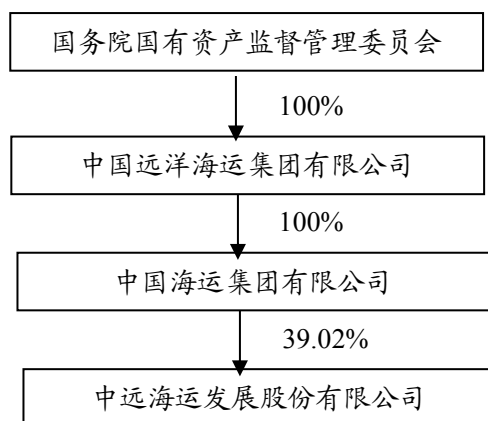 国务院国有资产监督管理委员会
100%
中国远洋海运集团有限公司
100%
中国海运集团有限公司
39.02%
中远海运发展股份有限公司